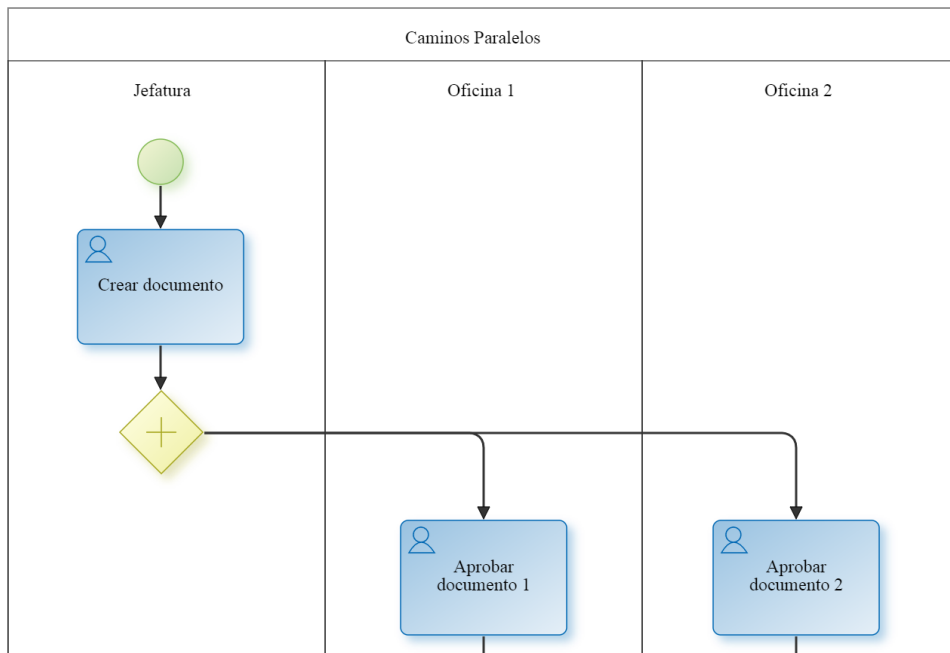 Caminos Paralelos
Jefatura
Oficina 1
Oficina 2
Crear documento
Aprobar
documento 1
Aprobar
documento 2